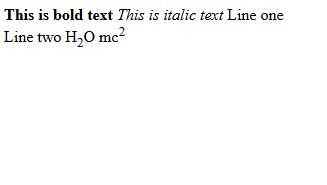 This is bold text This is italic text Line one
Line two H₂O mc²